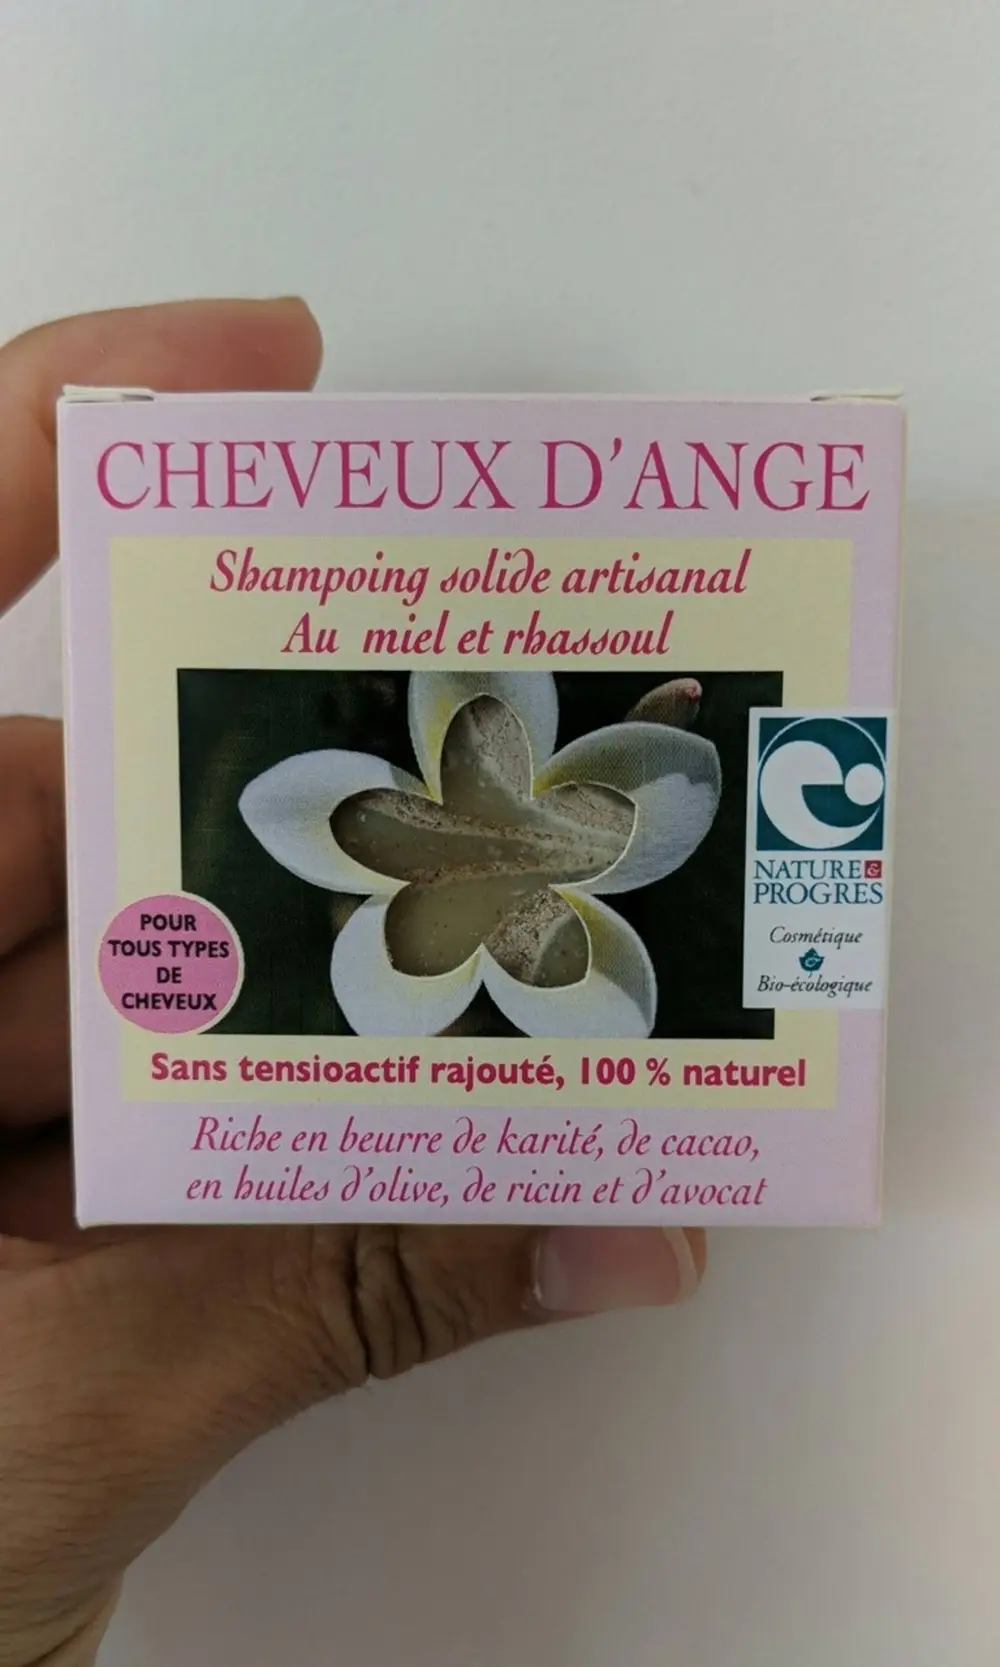 CHEVEUX D'ANGE
Shampoing solide artisanal
Au miel et rhassoul
NATURE &
PROGRES
Cosmétique
&
Bio-écologique
POUR
TOUS TYPES
DE
CHEVEUX
Sans tensioactif rajouté, 100 % naturel
Riche en beurre de karité, de cacao,
en huiles d'olive, de ricin et d'avocat